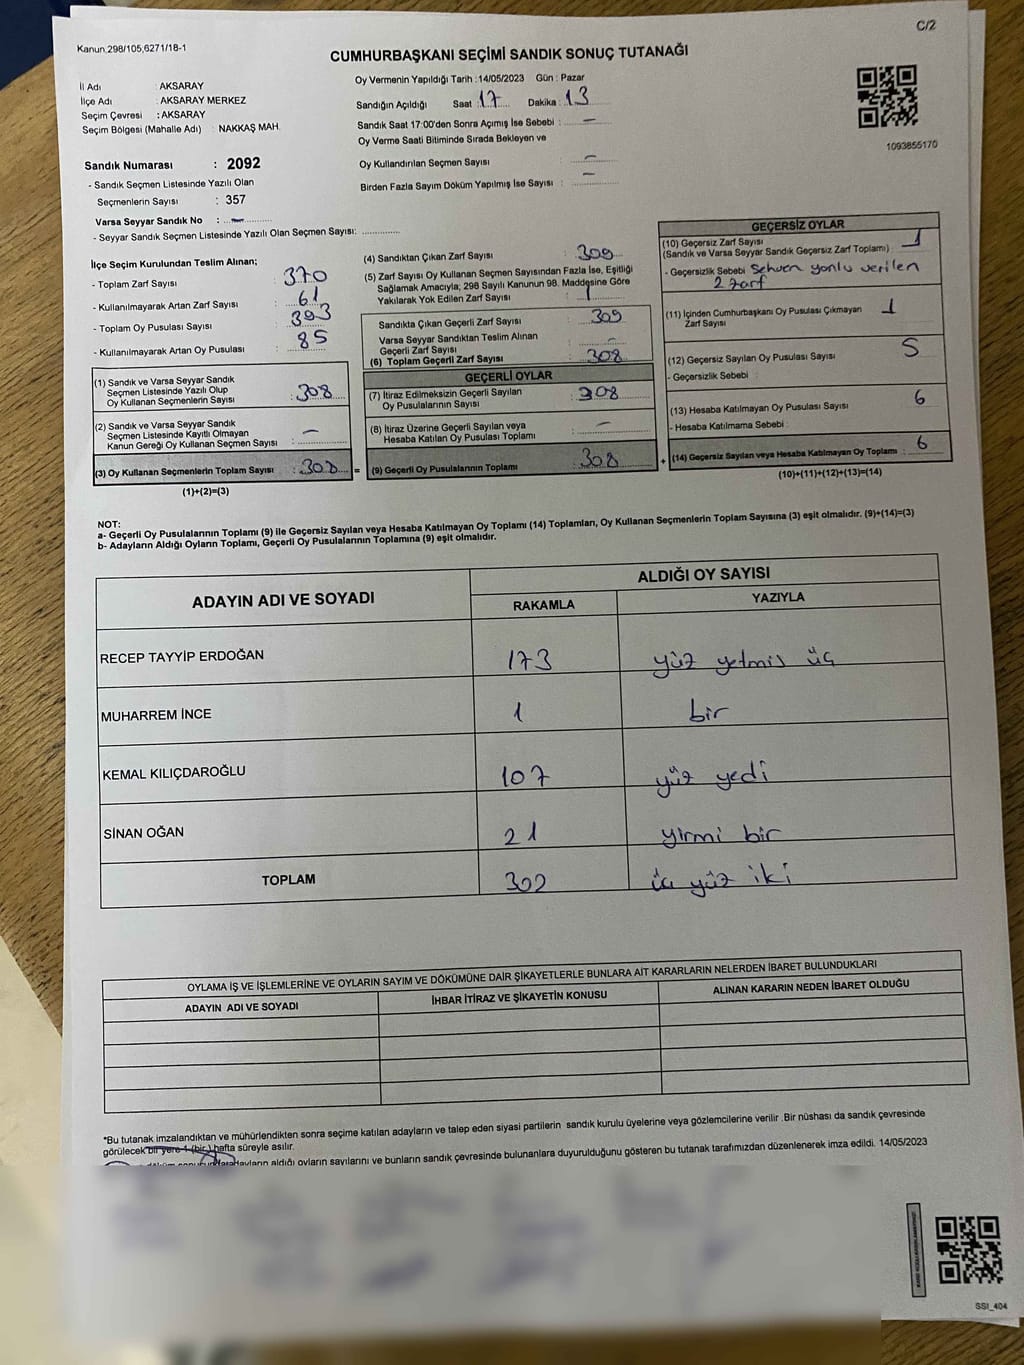 C/2
Kanun.298/105,6271/18-1
CUMHURBAŞKANI SEÇİMİ SANDIK SONUÇ TUTANAĞI
İl Adı : AKSARAY
İlçe Adı : AKSARAY MERKEZ
Seçim Çevresi : AKSARAY
Seçim Bölgesi (Mahalle Adı) : NAKKAŞ MAH.
Sandık Numarası : 2092
- Sandık Seçmen Listesinde Yazılı Olan
Seçmenlerin Sayısı : 357
Varsa Seyyar Sandık No : -
- Seyyar Sandık Seçmen Listesinde Yazılı Olan Seçmen Sayısı:
Oy Vermenin Yapıldığı Tarih :14/05/2023 Gün : Pazar
Sandığın Açıldığı Saat : 17 Dakika : 13
Sandık Saat 17:00'den Sonra Açımış İse Sebebi : -
Oy Verme Saati Bitiminde Sırada Bekleyen ve
Oy Kullandırılan Seçmen Sayısı : -
Birden Fazla Sayım Döküm Yapılmış İse Sayısı : -
1093855170
İlçe Seçim Kurulundan Teslim Alınan;
- Toplam Zarf Sayısı : 370
- Kullanılmayarak Artan Zarf Sayısı : 61
- Toplam Oy Pusulası Sayısı : 393
- Kullanılmayarak Artan Oy Pusulası : 85
(1) Sandık ve Varsa Seyyar Sandık
Seçmen Listesinde Yazılı Olup
Oy Kullanan Seçmenlerin Sayısı : 308
(2) Sandık ve Varsa Seyyar Sandık
Seçmen Listesinde Kayıtlı Olmayan
Kanun Gereği Oy Kullanan Seçmen Sayısı : -
(3) Oy Kullanan Seçmenlerin Toplam Sayısı : 308 =
(1)+(2)=(3)
(4) Sandıktan Çıkan Zarf Sayısı : 309
(5) Zarf Sayısı Oy Kullanan Seçmen Sayısından Fazla İse, Eşitliği
Sağlamak Amacıyla; 298 Sayılı Kanunun 98. Maddesine Göre
Yakılarak Yok Edilen Zarf Sayısı : 1
Sandıkta Çıkan Geçerli Zarf Sayısı : 309
Varsa Seyyar Sandıktan Teslim Alınan
Geçerli Zarf Sayısı : -
(6) Toplam Geçerli Zarf Sayısı : 308
GEÇERLİ OYLAR
(7) İtiraz Edilmeksizin Geçerli Sayılan
Oy Pusulalarının Sayısı : 308
(8) İtiraz Üzerine Geçerli Sayılan veya
Hesaba Katılan Oy Pusulası Toplamı : -
(9) Geçerli Oy Pusulalarının Toplamı : 308 +
GEÇERSİZ OYLAR
(10) Geçersiz Zarf Sayısı
(Sandık ve Varsa Seyyar Sandık Geçersiz Zarf Toplamı) : 1
- Geçersizlik Sebebi Sehven yanlış verilen
2 zarf
(11) İçinden Cumhurbaşkanı Oy Pusulası Çıkmayan
Zarf Sayısı 1
(12) Geçersiz Sayılan Oy Pusulası Sayısı 5
- Geçersizlik Sebebi :
(13) Hesaba Katılmayan Oy Pusulası Sayısı 6
- Hesaba Katılmama Sebebi :
(14) Geçersiz Sayılan veya Hesaba Katılmayan Oy Toplamı : 6
(10)+(11)+(12)+(13)=(14)
NOT:
a- Geçerli Oy Pusulalarının Toplamı (9) ile Geçersiz Sayılan veya Hesaba Katılmayan Oy Toplamı (14) Toplamları, Oy Kullanan Seçmenlerin Toplam Sayısına (3) eşit olmalıdır. (9)+(14)=(3)
b- Adayların Aldığı Oyların Toplamı, Geçerli Oy Pusulalarının Toplamına (9) eşit olmalıdır.
ADAYIN ADI VE SOYADI
ALDIĞI OY SAYISI
RAKAMLA YAZIYLA
RECEP TAYYİP ERDOĞAN 173 yüz yetmis üç
MUHARREM İNCE 1 bir
KEMAL KILIÇDAROĞLU 107 yüz yedi
SİNAN OĞAN 21 yirmi bir
TOPLAM 302 üç yüz iki
OYLAMA İŞ VE İŞLEMLERİNE VE OYLARIN SAYIM VE DÖKÜMÜNE DAİR ŞİKAYETLERLE BUNLARA AİT KARARLARIN NELERDEN İBARET BULUNDUKLARI
ADAYIN ADI VE SOYADI İHBAR İTİRAZ VE ŞİKAYETİN KONUSU ALINAN KARARIN NEDEN İBARET OLDUĞU
*Bu tutanak imzalandıktan ve mühürlendikten sonra seçime katılan adayların ve talep eden siyasi partilerin sandık kurulu üyelerine veya gözlemcilerine verilir .Bir nüshası da sandık çevresinde
görülecek bir yere 1 (bir) hafta süreyle asılır.
aldığı oyların sayılarını ve bunların sandık çevresinde bulunanlara duyurulduğunu gösteren bu tutanak tarafımızdan düzenlenerek imza edildi. 14/05/2023
SSI_404